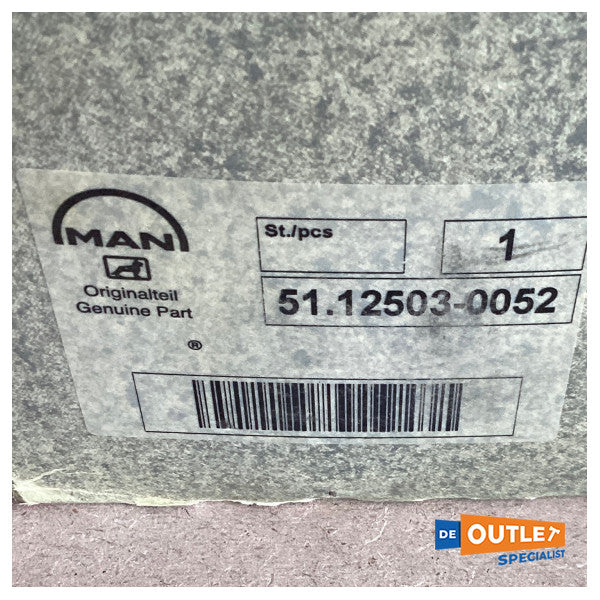 MAN
Originalteil
Genuine Part
®
St./pcs
1
51.12503-0052
DE OUTLET
SPECIALIST